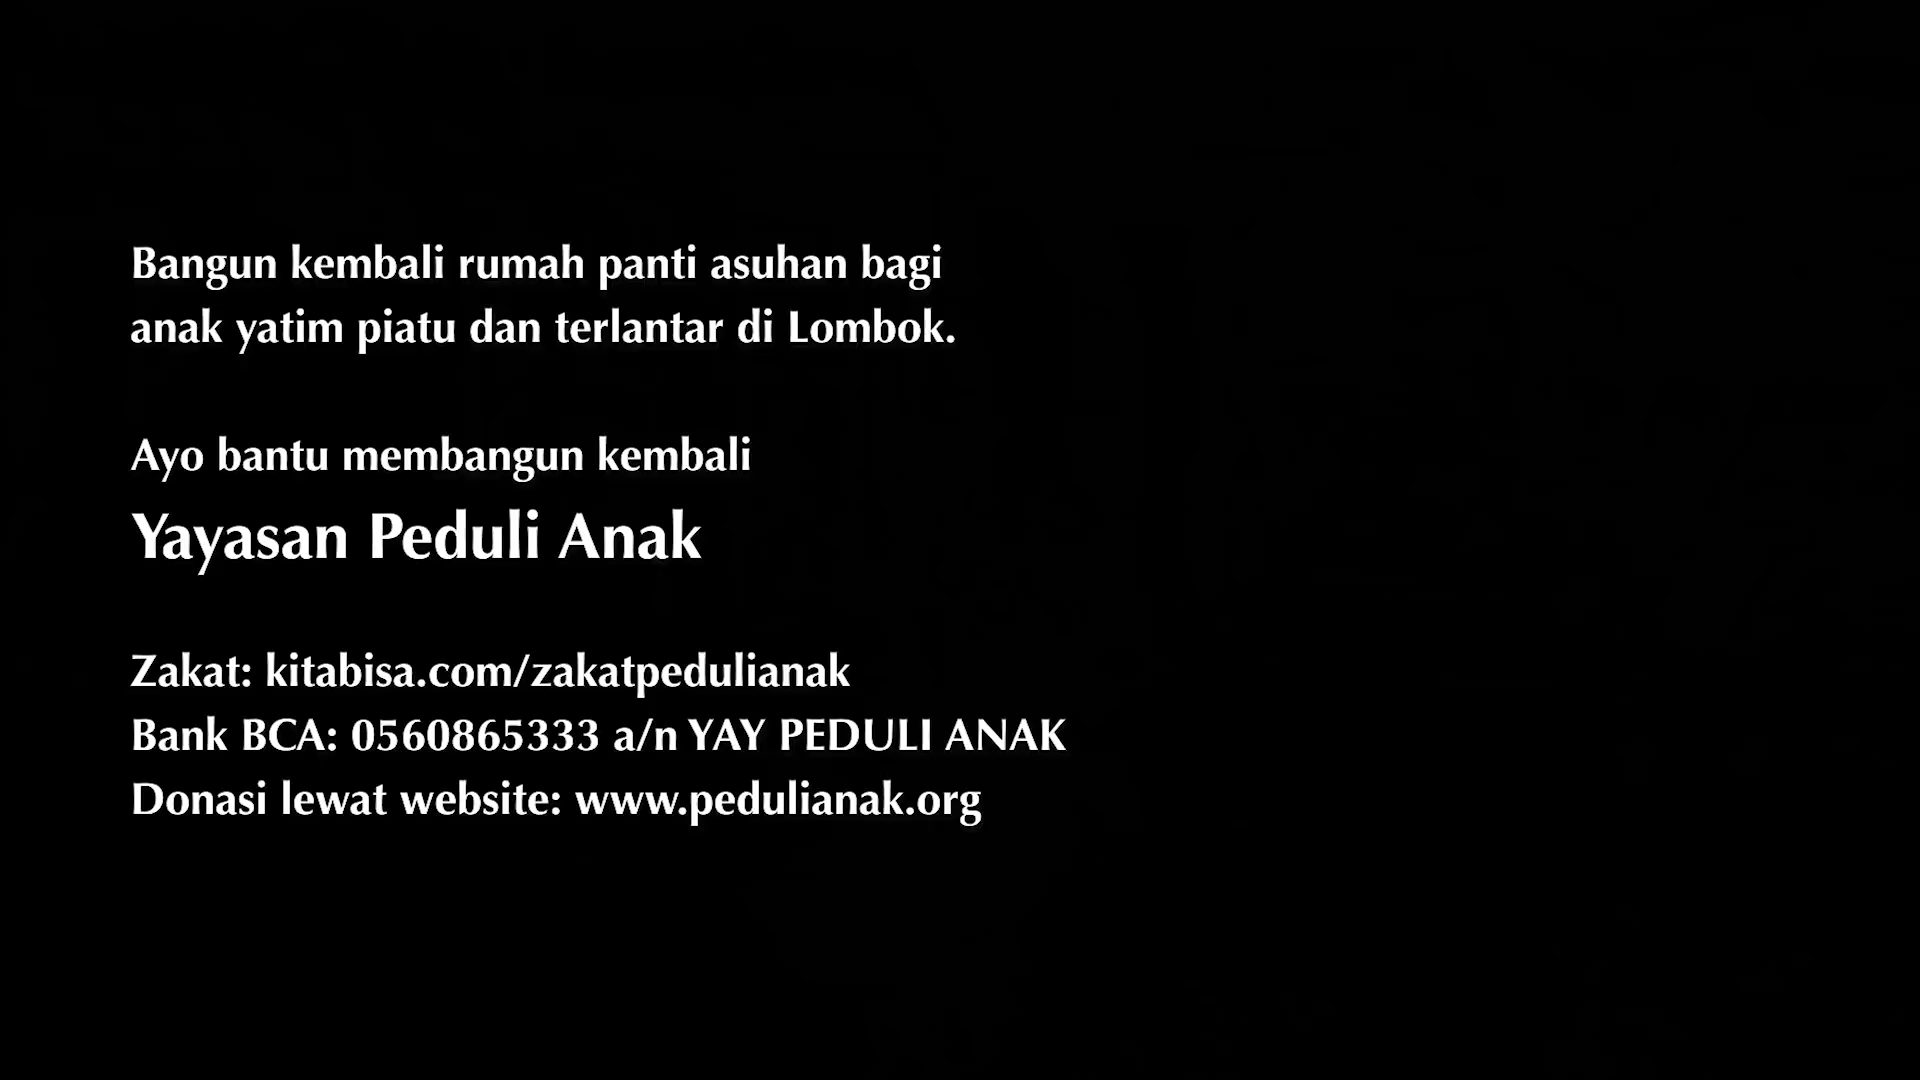 Bangun kembali rumah panti asuhan bagi
anak yatim piatu dan terlantar di Lombok.
Ayo bantu membangun kembali
Yayasan Peduli Anak
Zakat: kitabisa.com/zakatpedulianak
Bank BCA: 0560865333 a/n YAY PEDULI ANAK
Donasi lewat website: www.pedulianak.org